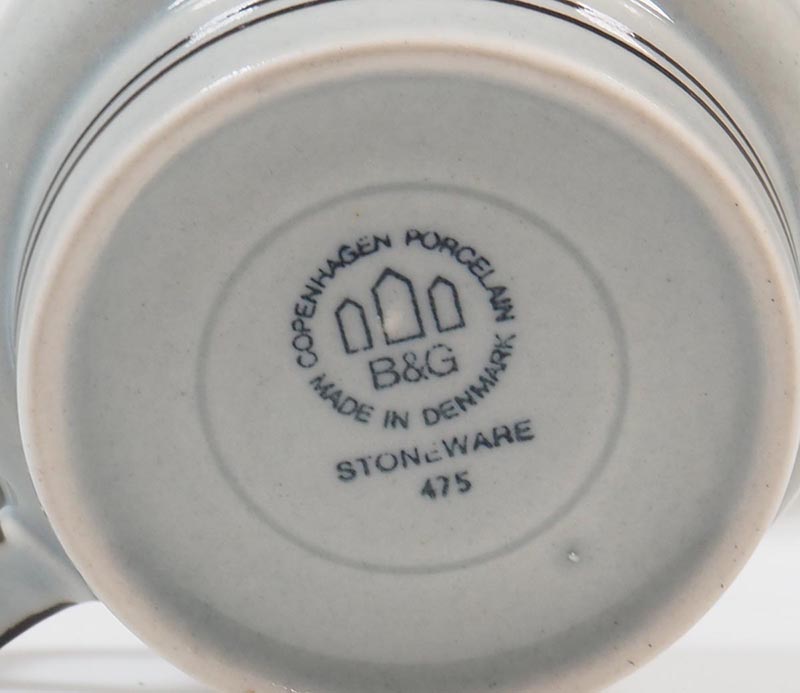 COPENHAGEN PORCELAIN
B&G
MADE IN DENMARK
STONEWARE
475